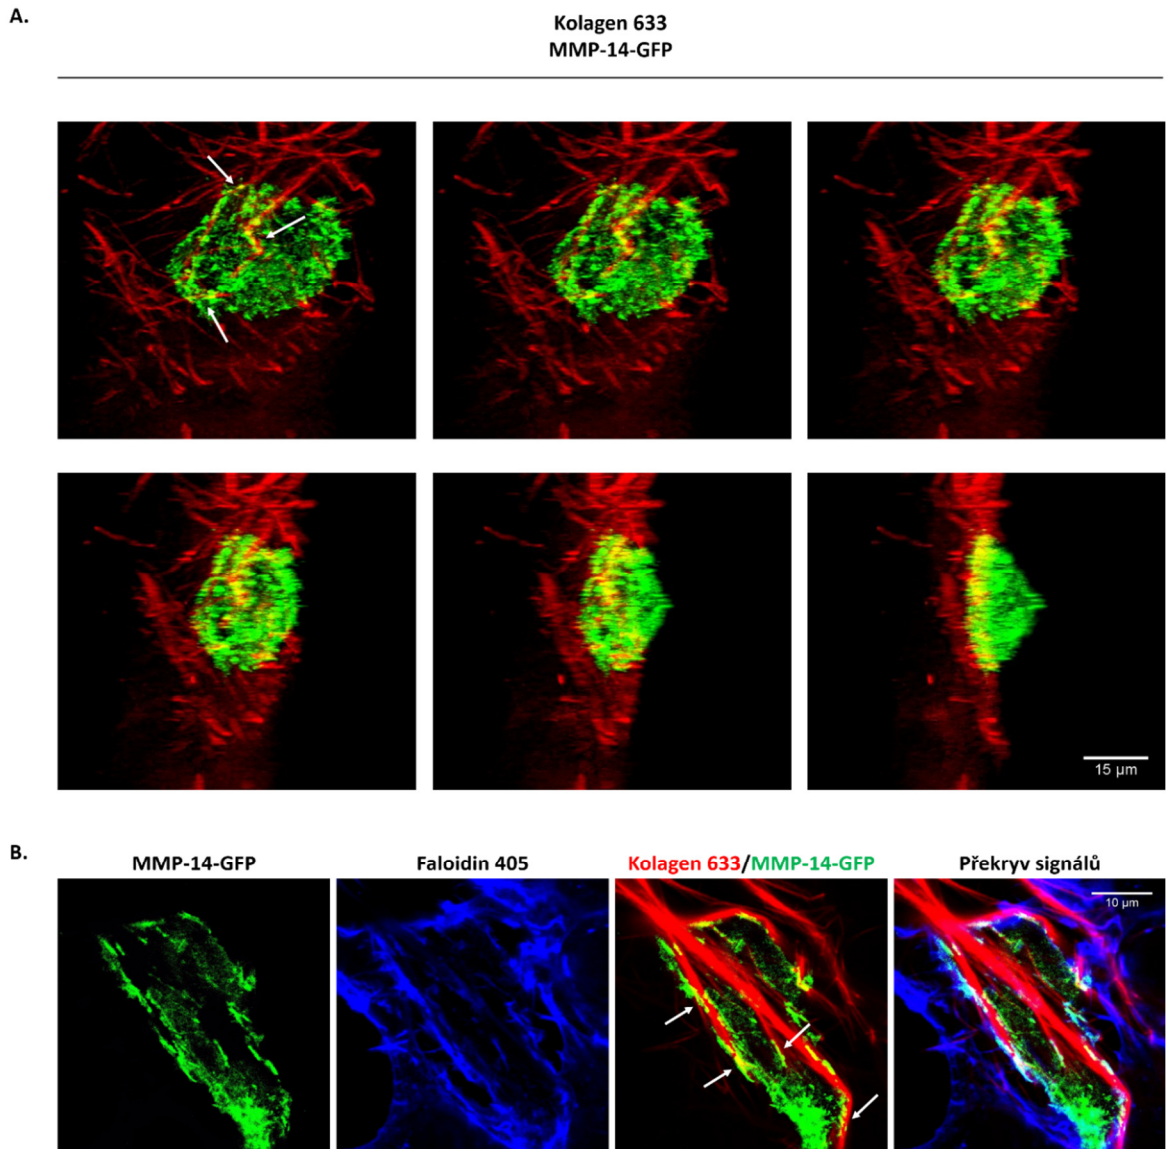 A.
Kolagen 633
MMP-14-GFP
15 µm
B.
MMP-14-GFP
Faloidin 405
Kolagen 633/MMP-14-GFP
Překryv signálů
10 µm